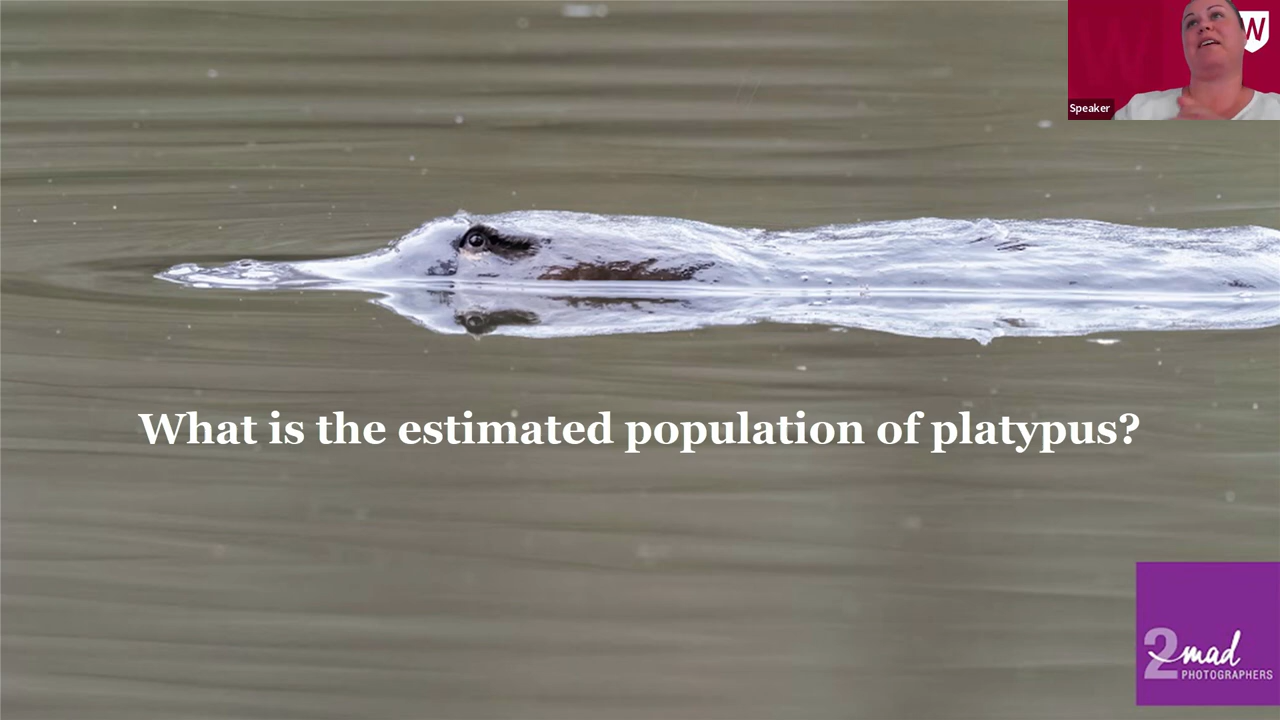 W
Speaker
What is the estimated population of platypus?
2mad
PHOTOGRAPHERS